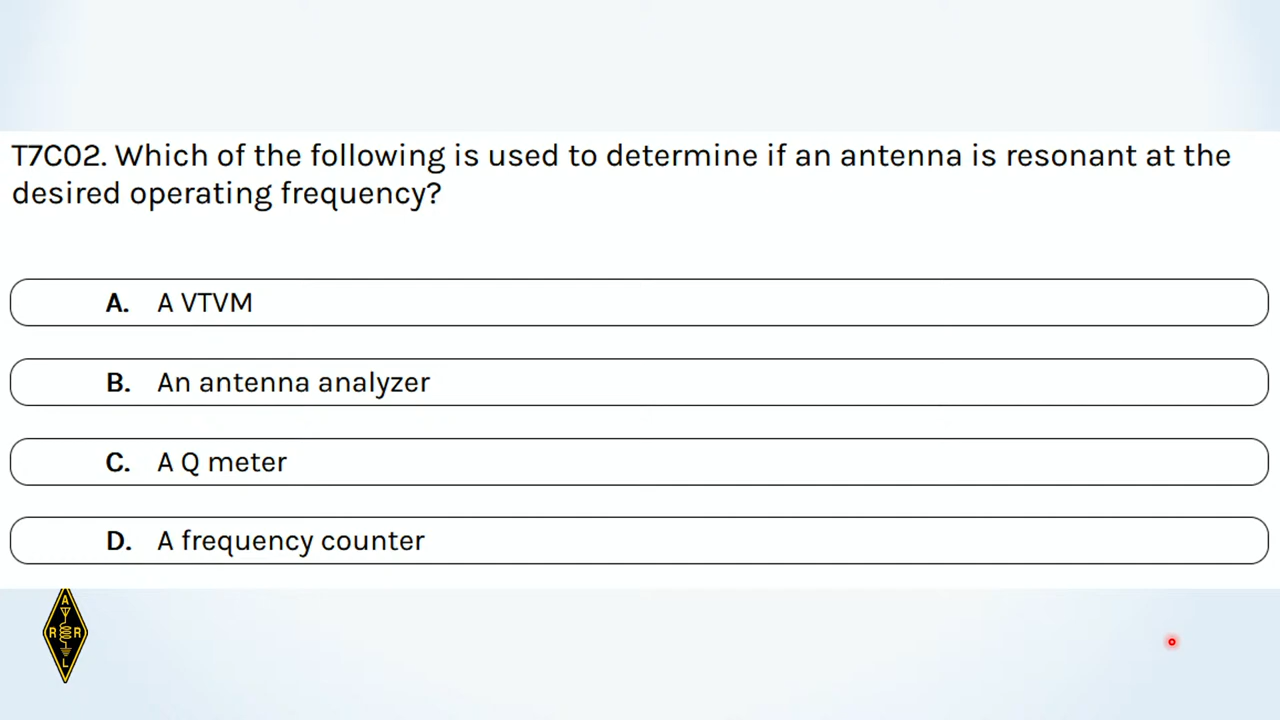 T7C02. Which of the following is used to determine if an antenna is resonant at the
desired operating frequency?
A. A VTVM
B. An antenna analyzer
C. A Q meter
D. A frequency counter
A
R R
L